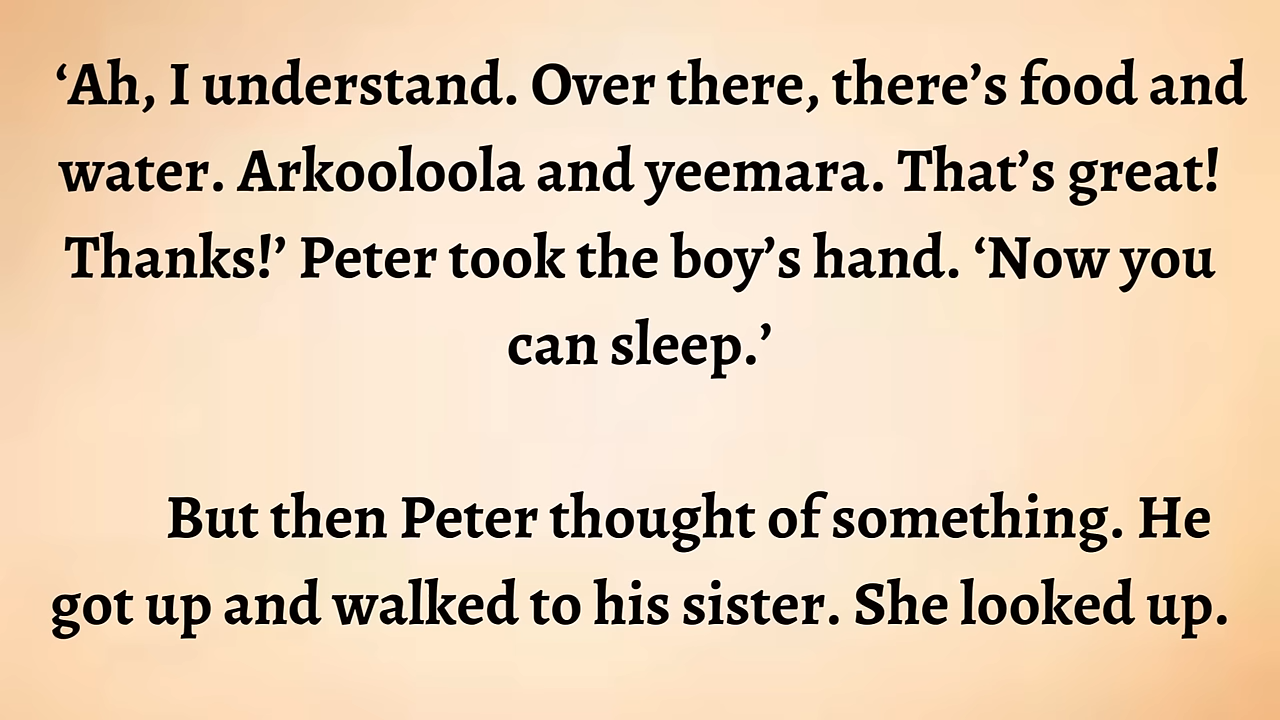 ‘Ah, I understand. Over there, there’s food and
water. Arkooloola and yeemara. That’s great!
Thanks!’ Peter took the boy’s hand. ‘Now you
can sleep.’
But then Peter thought of something. He
got up and walked to his sister. She looked up.